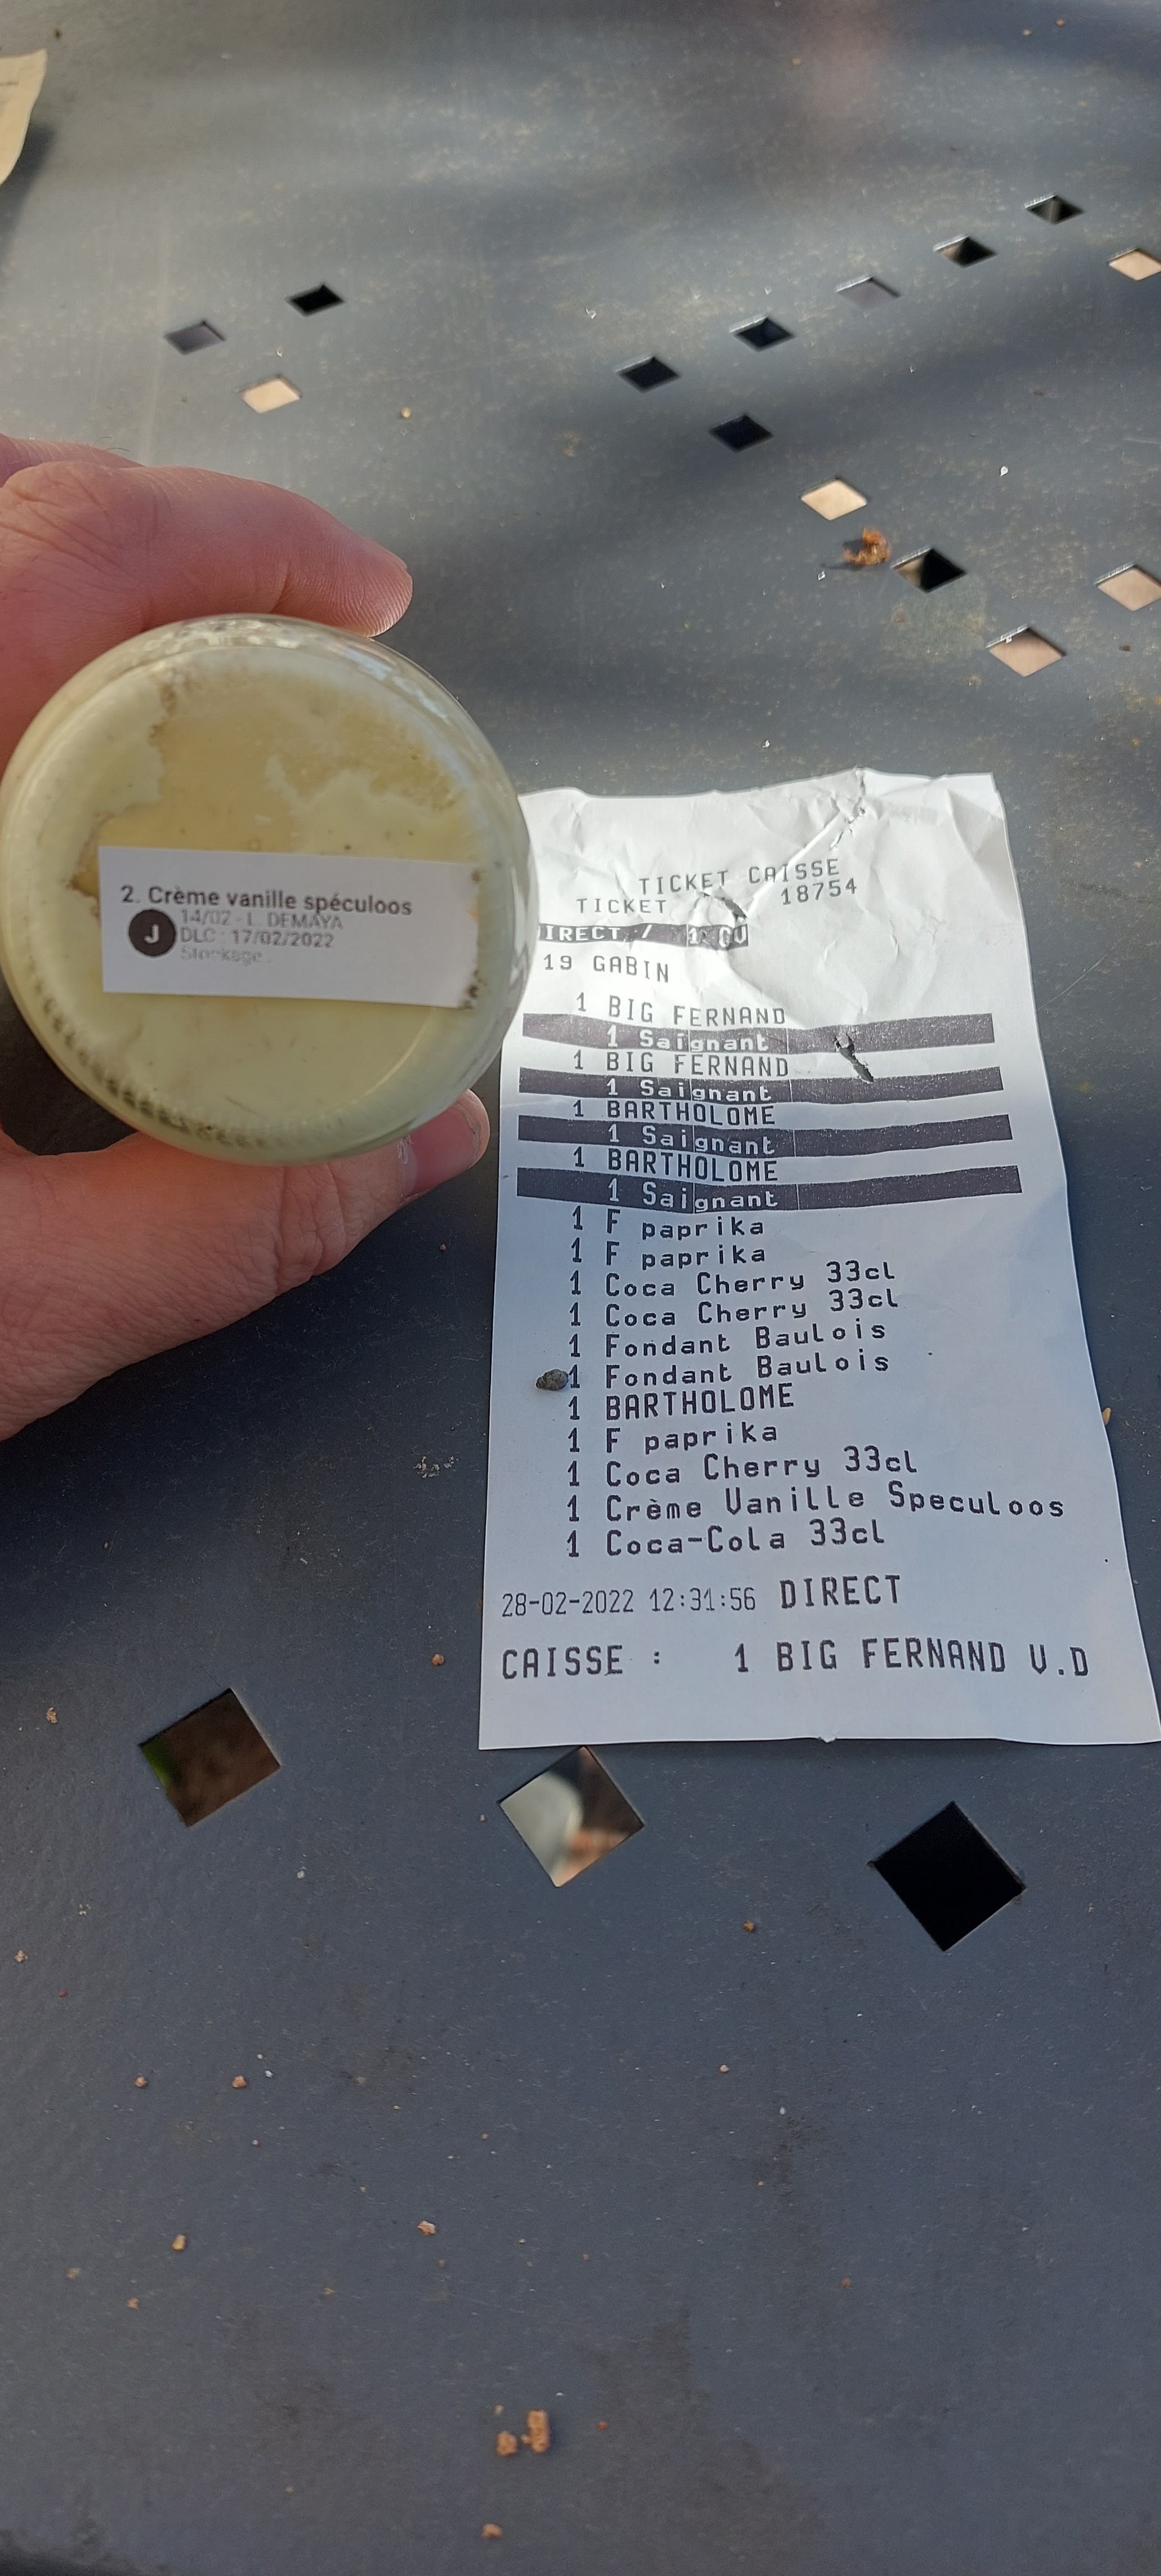 2. Crème vanille spéculoos
J
14/02 - L. DEMAYA
DLC : 17/02/2022
Stockage
TICKET CAISSE
TICKET 18754
IRECT /
19 GABIN
1 BIG FERNAND
1 Saignant
1 BIG FERNAND
1 Saignant
1 BARTHOLOME
1 Saignant
1 BARTHOLOME
1 Saignant
1 F paprika
1 F paprika
1 Coca Cherry 33cl
1 Coca Cherry 33cl
1 Fondant Baulois
1 Fondant Baulois
1 BARTHOLOME
1 F paprika
1 Coca Cherry 33cl
1 Crème Vanille Speculoos
1 Coca-Cola 33cl
28-02-2022 12:31:56 DIRECT
CAISSE : 1 BIG FERNAND V.D